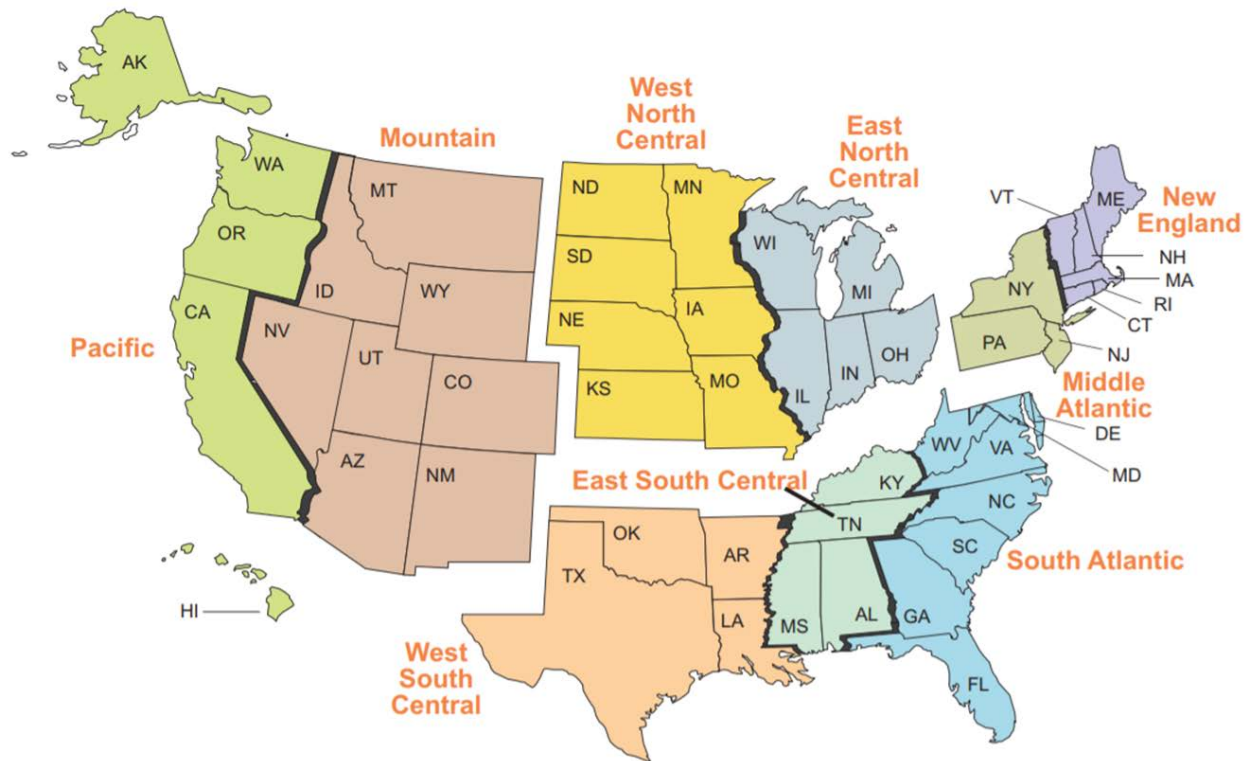 AK
West
North
Central
East
North
Central
Mountain
WA
MT
ND
MN
VT
ME
New
England
OR
WI
NH
SD
MI
MA
ID
WY
NY
RI
CA
NE
IA
CT
NV
Pacific
UT
PA
NJ
OH
CO
KS
MO
IL
IN
Middle
Atlantic
DE
WV
VA
MD
AZ
NM
East South Central
KY
NC
TN
OK
AR
SC
South Atlantic
TX
HI
LA
MS
AL
GA
West
South
Central
FL